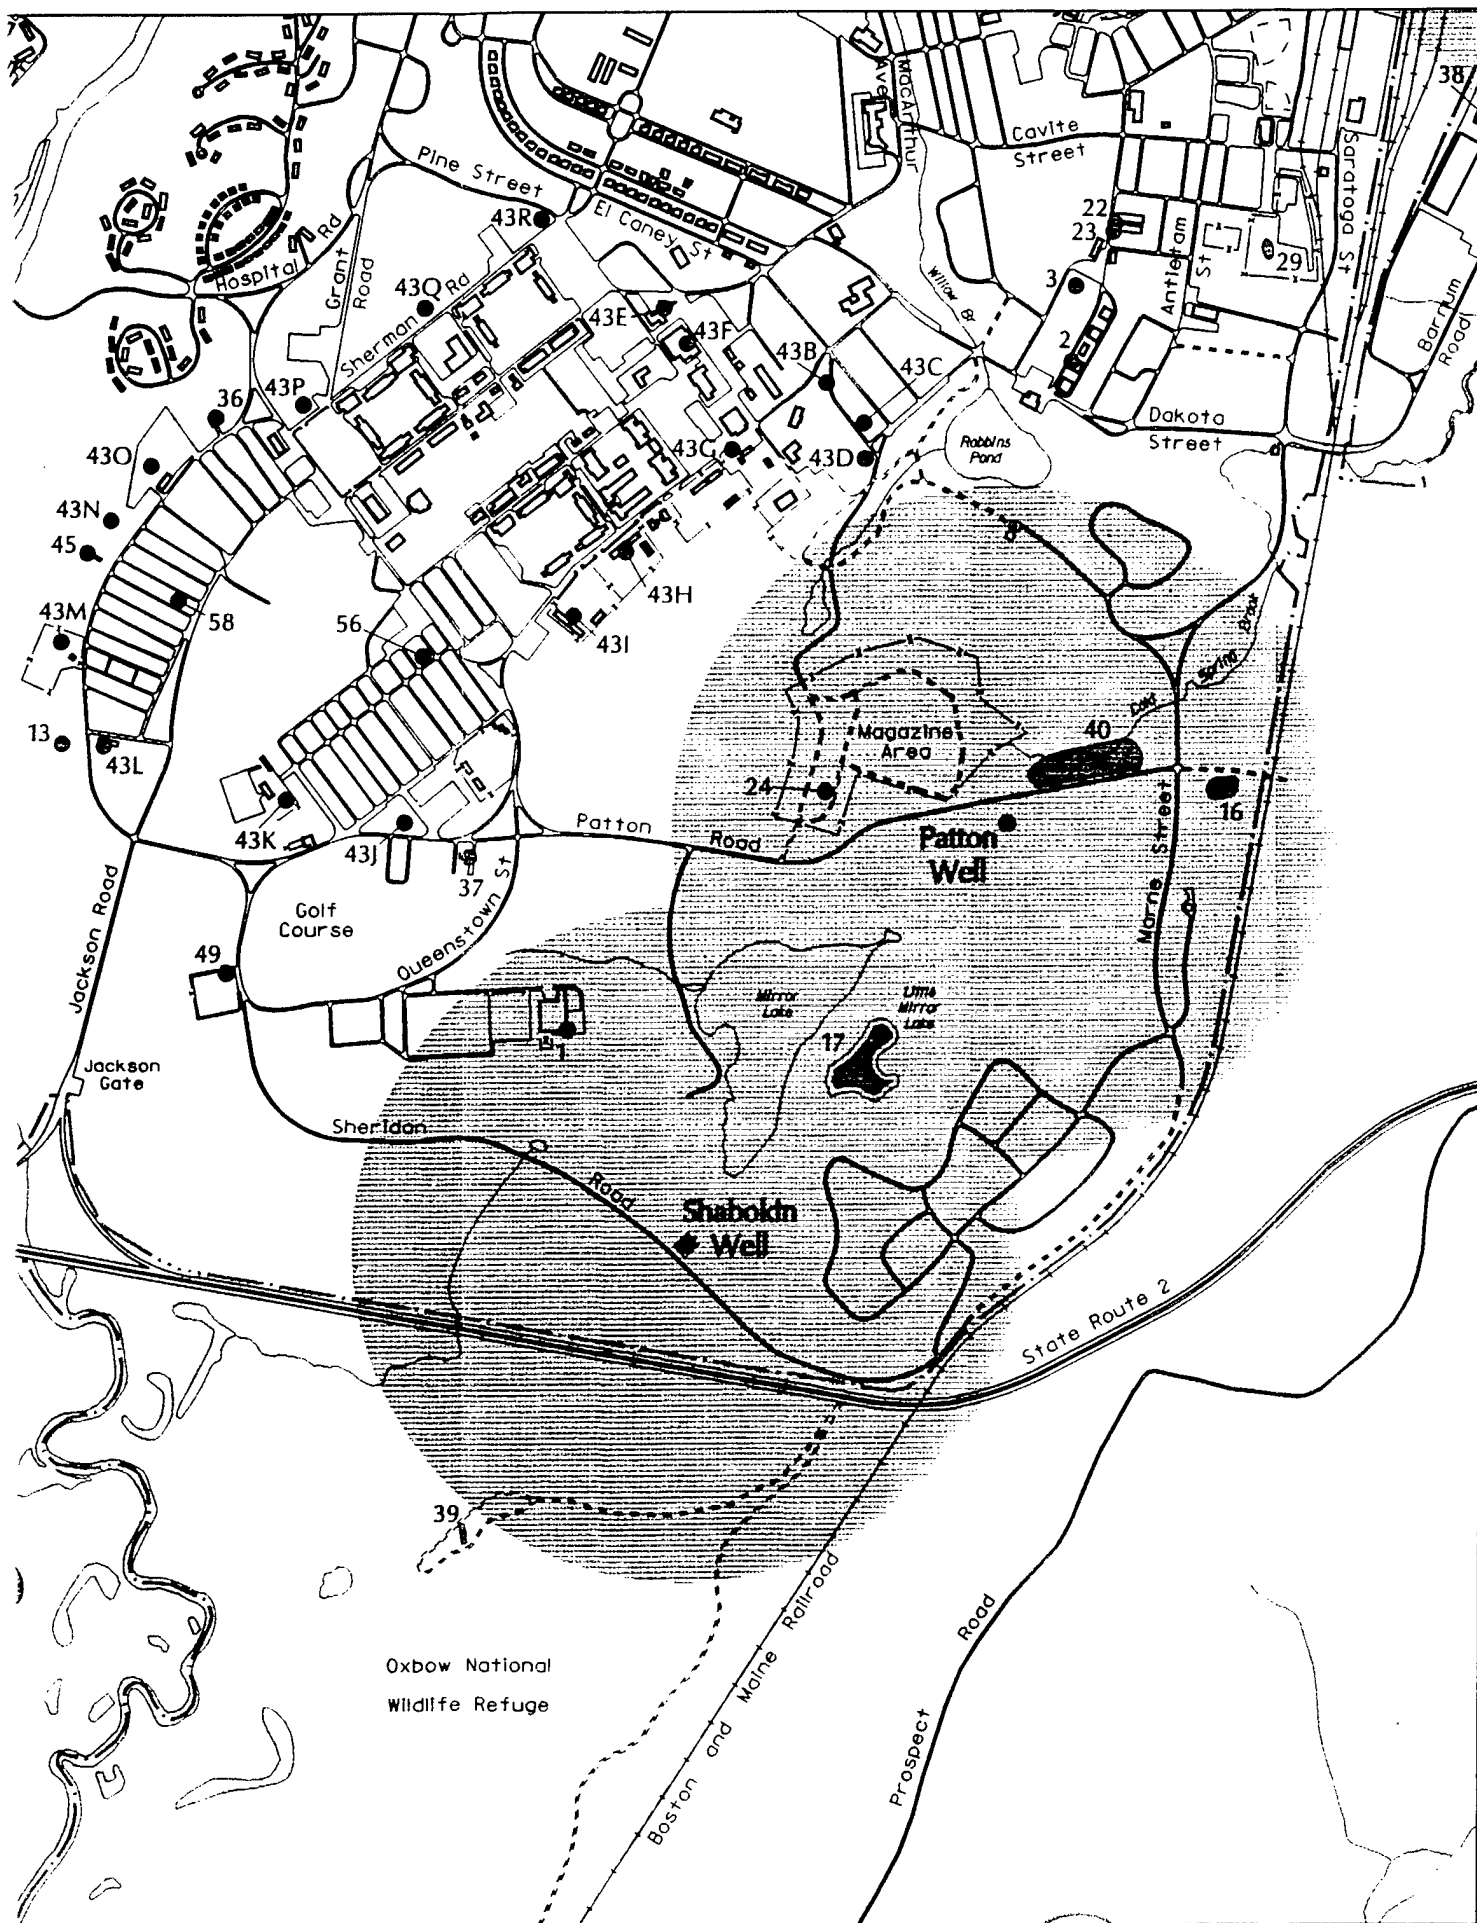 38
MacArthur
Ave
Cavite
Street
Saratoga St
Pine Street
43R
El Caney St
22
23
Antietam
St
29
Barnum
Road
Hospital
Rd
Grant
Road
43Q
Sherman Rd
43E
43F
Willow Br
3
2
43B
43C
43P
36
43G
43D
Robbins
Pond
Dakota
Street
43O
43N
45
43M
58
56
43H
43I
Cold
Spring
Brook
13
43L
Magazine
Area
40
24
16
43K
43J
Patton
Road
37
Patton
Well
Marne Street
Jackson Road
Golf
Course
Queenstown St
49
1
Mirror
Lake
Little
Mirror
Lake
17
Jackson
Gate
Sheridan
Road
Shabokin
Well
State Route 2
39
Oxbow National
Wildlife Refuge
Boston and Maine Railroad
Prospect Road